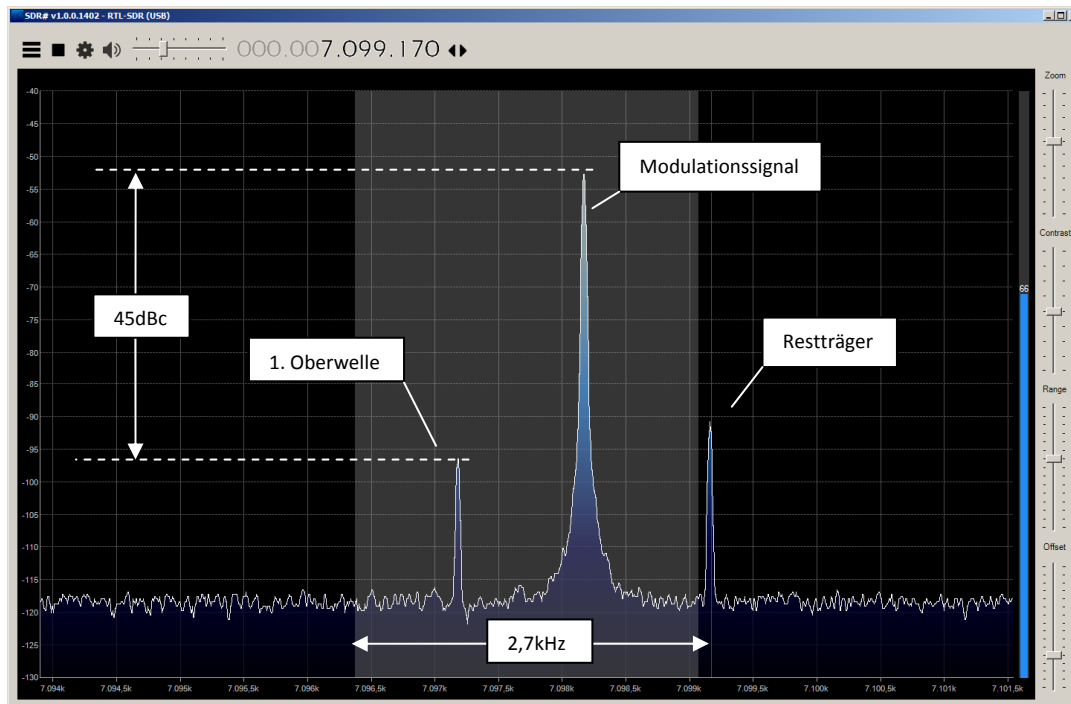 SDR# v1.0.0.1402 - RTL-SDR (USB)
000.007.099.170
Zoom
Contrast
Range
Offset
66
-40
-45
-50
-55
-60
-65
-70
-75
-80
-85
-90
-95
-100
-105
-110
-115
-120
-125
-130
Modulationssignal
45dBc
1. Oberwelle
Restträger
2,7kHz
7.094k
7.094,5k
7.095k
7.095,5k
7.096k
7.096,5k
7.097k
7.097,5k
7.098k
7.098,5k
7.099k
7.099,5k
7.100k
7.100,5k
7.101k
7.101,5k